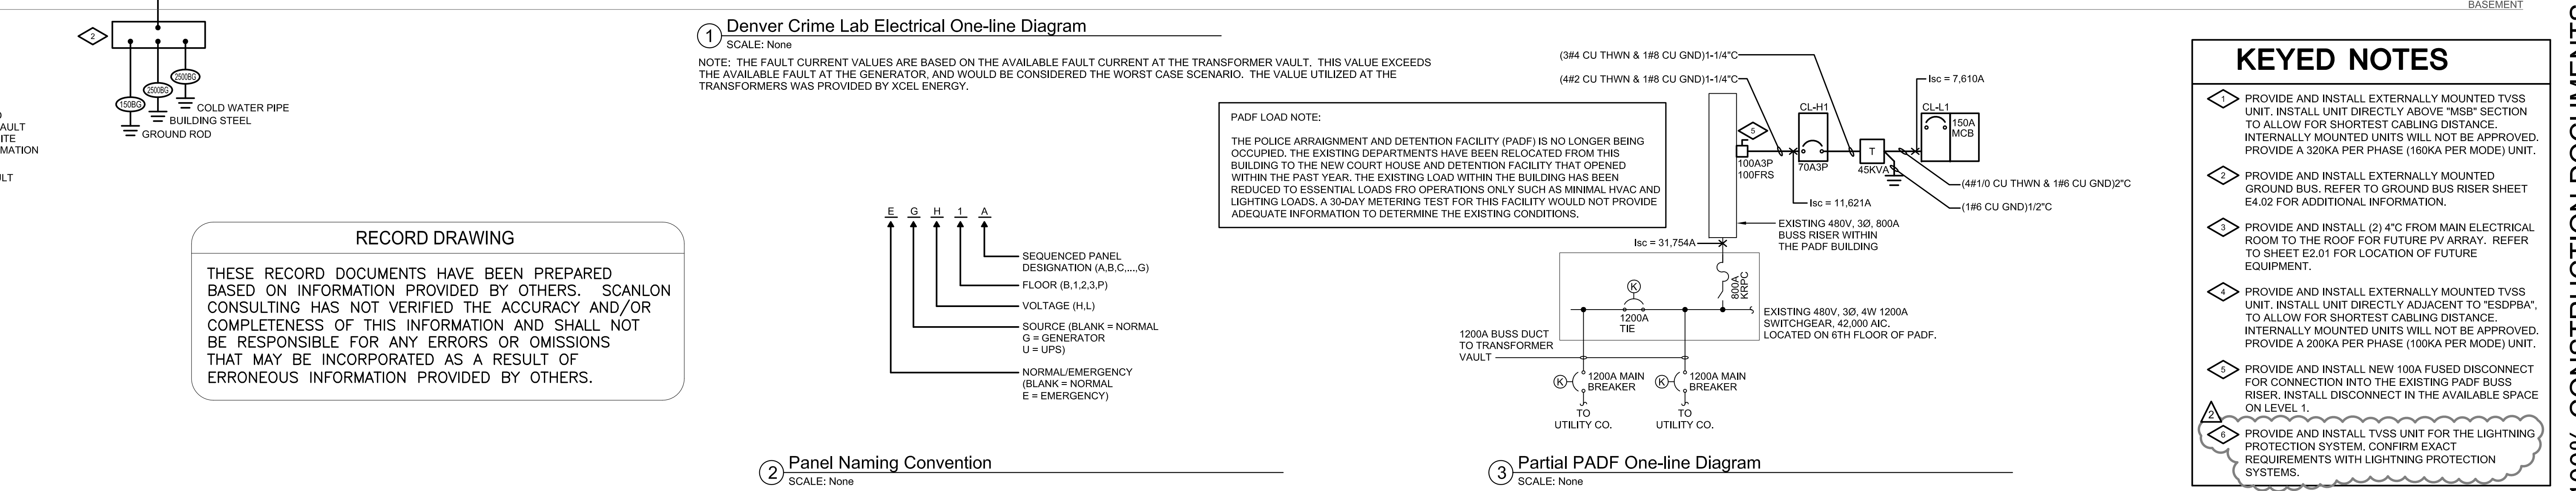 BASEMENT
2
2500BG
2500BG
150BG
COLD WATER PIPE
BUILDING STEEL
GROUND ROD
AULT
ITE
MATION
ULT
RECORD DRAWING
THESE RECORD DOCUMENTS HAVE BEEN PREPARED
BASED ON INFORMATION PROVIDED BY OTHERS. SCANLON
CONSULTING HAS NOT VERIFIED THE ACCURACY AND/OR
COMPLETENESS OF THIS INFORMATION AND SHALL NOT
BE RESPONSIBLE FOR ANY ERRORS OR OMISSIONS
THAT MAY BE INCORPORATED AS A RESULT OF
ERRONEOUS INFORMATION PROVIDED BY OTHERS.
1 Denver Crime Lab Electrical One-line Diagram
SCALE: None
NOTE: THE FAULT CURRENT VALUES ARE BASED ON THE AVAILABLE FAULT CURRENT AT THE TRANSFORMER VAULT. THIS VALUE EXCEEDS
THE AVAILABLE FAULT AT THE GENERATOR, AND WOULD BE CONSIDERED THE WORST CASE SCENARIO. THE VALUE UTILIZED AT THE
TRANSFORMERS WAS PROVIDED BY XCEL ENERGY.
E G H 1 A
SEQUENCED PANEL
DESIGNATION (A,B,C,...,G)
FLOOR (B,1,2,3,P)
VOLTAGE (H,L)
SOURCE (BLANK = NORMAL
G = GENERATOR
U = UPS)
NORMAL/EMERGENCY
(BLANK = NORMAL
E = EMERGENCY)
2 Panel Naming Convention
SCALE: None
PADF LOAD NOTE:
THE POLICE ARRAIGNMENT AND DETENTION FACILITY (PADF) IS NO LONGER BEING
OCCUPIED. THE EXISTING DEPARTMENTS HAVE BEEN RELOCATED FROM THIS
BUILDING TO THE NEW COURT HOUSE AND DETENTION FACILITY THAT OPENED
WITHIN THE PAST YEAR. THE EXISTING LOAD WITHIN THE BUILDING HAS BEEN
REDUCED TO ESSENTIAL LOADS FRO OPERATIONS ONLY SUCH AS MINIMAL HVAC AND
LIGHTING LOADS. A 30-DAY METERING TEST FOR THIS FACILITY WOULD NOT PROVIDE
ADEQUATE INFORMATION TO DETERMINE THE EXISTING CONDITIONS.
(3#4 CU THWN & 1#8 CU GND)1-1/4"C
(4#2 CU THWN & 1#8 CU GND)1-1/4"C
Isc = 7,610A
CL-H1
CL-L1
150A
MCB
5
T
100A3P
100FRS
70A3P
45KVA
(4#1/0 CU THWN & 1#6 CU GND)2"C
Isc = 11,621A
(1#6 CU GND)1/2"C
EXISTING 480V, 3Ø, 800A
BUSS RISER WITHIN
THE PADF BUILDING
Isc = 31,754A
800A
KRPC
K
1200A
TIE
EXISTING 480V, 3Ø, 4W 1200A
SWITCHGEAR, 42,000 AIC.
LOCATED ON 6TH FLOOR OF PADF.
1200A BUSS DUCT
TO TRANSFORMER
VAULT
K 1200A MAIN
BREAKER
K 1200A MAIN
BREAKER
TO
UTILITY CO.
TO
UTILITY CO.
3 Partial PADF One-line Diagram
SCALE: None
KEYED NOTES
1 PROVIDE AND INSTALL EXTERNALLY MOUNTED TVSS
UNIT. INSTALL UNIT DIRECTLY ABOVE "MSB" SECTION
TO ALLOW FOR SHORTEST CABLING DISTANCE.
INTERNALLY MOUNTED UNITS WILL NOT BE APPROVED.
PROVIDE A 320KA PER PHASE (160KA PER MODE) UNIT.
2 PROVIDE AND INSTALL EXTERNALLY MOUNTED
GROUND BUS. REFER TO GROUND BUS RISER SHEET
E4.02 FOR ADDITIONAL INFORMATION.
3 PROVIDE AND INSTALL (2) 4"C FROM MAIN ELECTRICAL
ROOM TO THE ROOF FOR FUTURE PV ARRAY. REFER
TO SHEET E2.01 FOR LOCATION OF FUTURE
EQUIPMENT.
4 PROVIDE AND INSTALL EXTERNALLY MOUNTED TVSS
UNIT. INSTALL UNIT DIRECTLY ADJACENT TO "ESDPBA",
TO ALLOW FOR SHORTEST CABLING DISTANCE.
INTERNALLY MOUNTED UNITS WILL NOT BE APPROVED.
PROVIDE A 200KA PER PHASE (100KA PER MODE) UNIT.
5 PROVIDE AND INSTALL NEW 100A FUSED DISCONNECT
FOR CONNECTION INTO THE EXISTING PADF BUSS
RISER. INSTALL DISCONNECT IN THE AVAILABLE SPACE
ON LEVEL 1.
2
6 PROVIDE AND INSTALL TVSS UNIT FOR THE LIGHTNING
PROTECTION SYSTEM. CONFIRM EXACT
REQUIREMENTS WITH LIGHTNING PROTECTION
SYSTEMS.
CONSTRUCTION DOCUMENTS